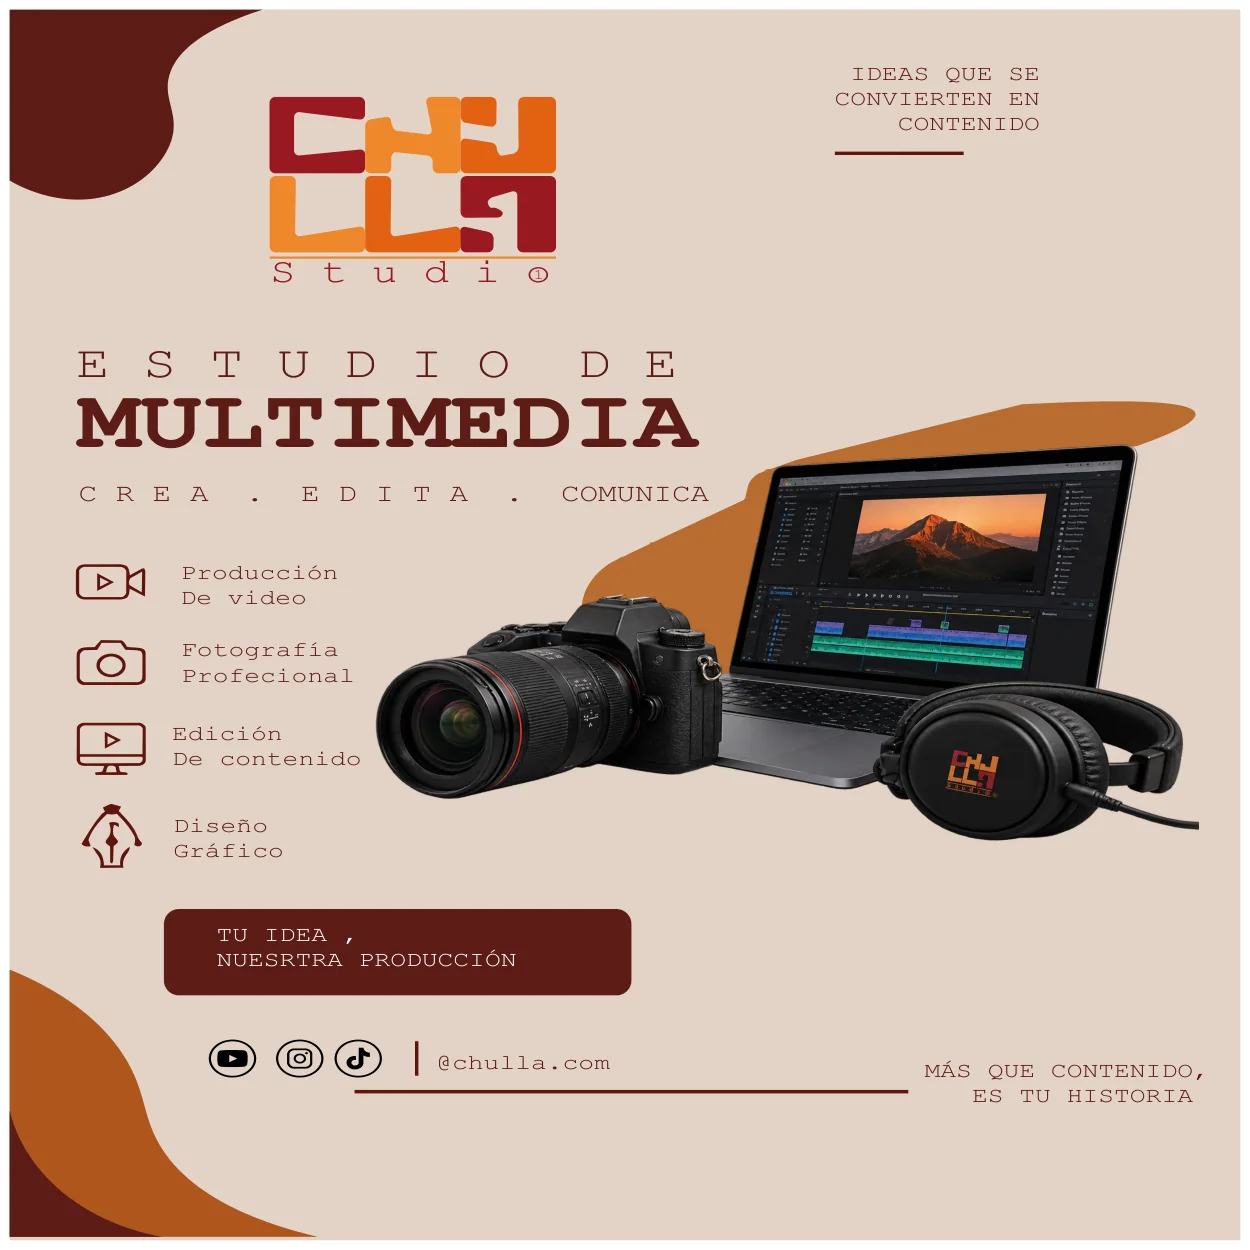 IDEAS QUE SE
CONVIERTEN EN
CONTENIDO
CHU
LLA
Studio
ESTUDIO DE
MULTIMEDIA
CREA . EDITA . COMUNICA
Producción
De video
Fotografía
Profecional
Edición
De contenido
Diseño
Gráfico
TU IDEA ,
NUESRTRA PRODUCCIÓN
@chulla.com
MÁS QUE CONTENIDO,
ES TU HISTORIA